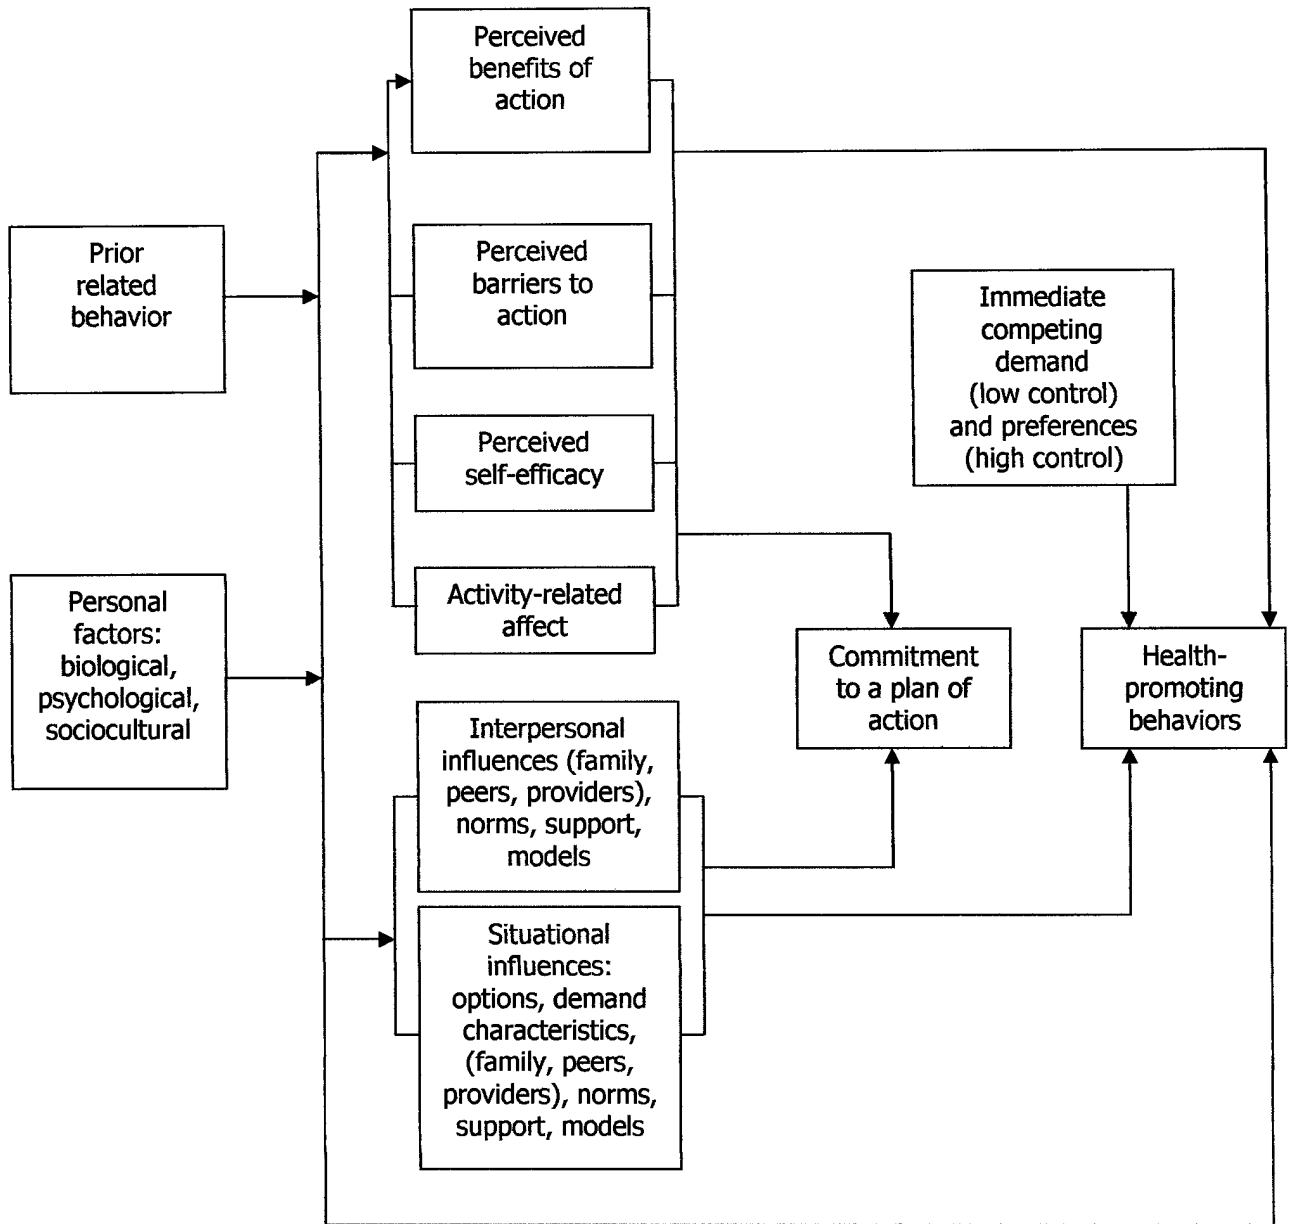 Perceived
benefits of
action
Prior
related
behavior
Perceived
barriers to
action
Immediate
competing
demand
(low control)
and preferences
(high control)
Perceived
self-efficacy
Personal
factors:
biological,
psychological,
sociocultural
Activity-related
affect
Commitment
to a plan of
action
Health-
promoting
behaviors
Interpersonal
influences (family,
peers, providers),
norms, support,
models
Situational
influences:
options, demand
characteristics,
(family, peers,
providers), norms,
support, models